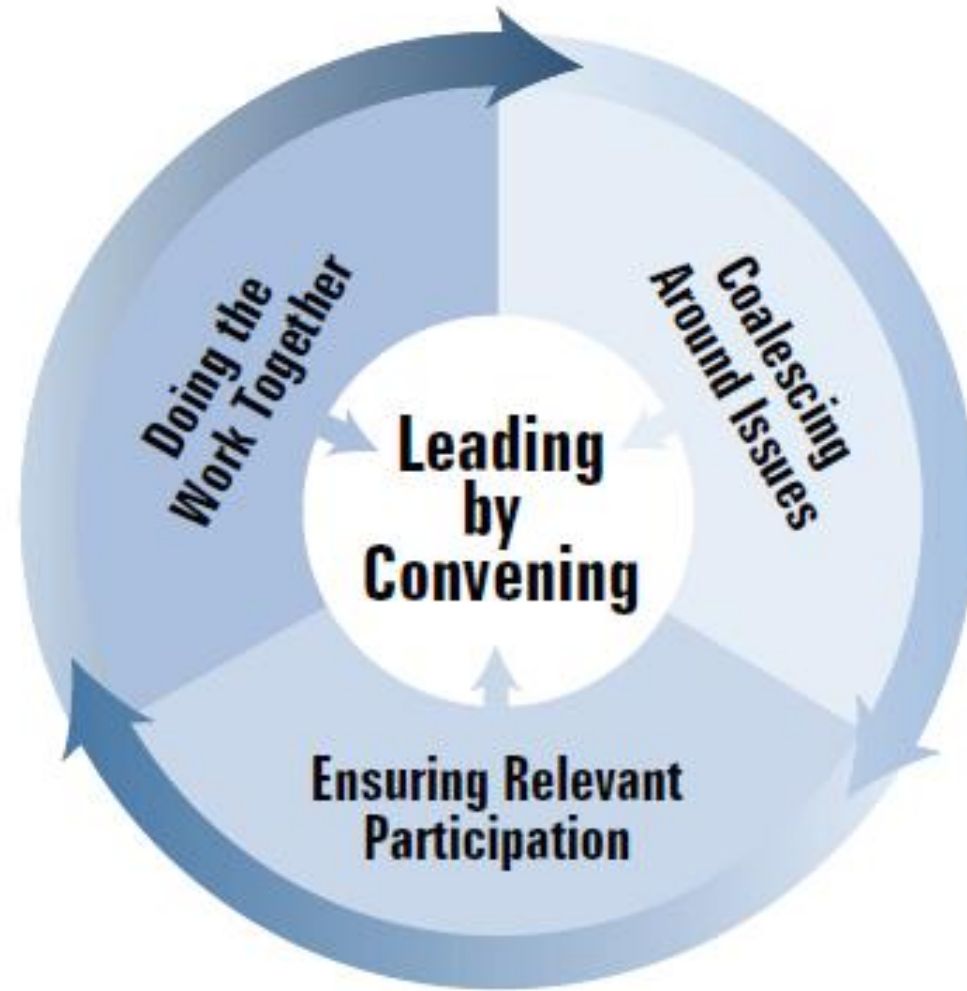 Leading
by
Convening
Coalescing
Around Issues
Ensuring Relevant
Participation
Doing the
Work Together